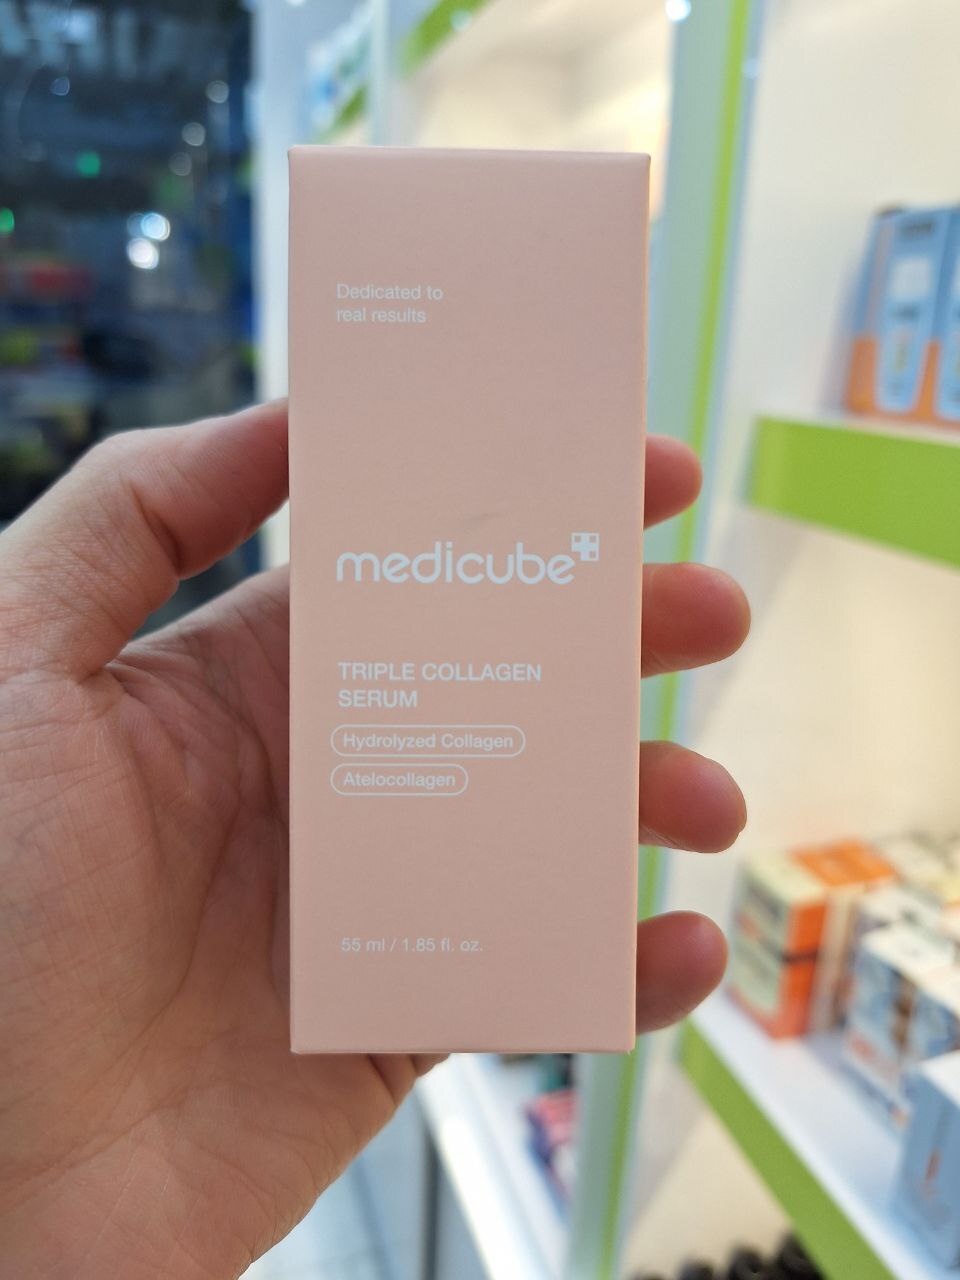 Dedicated to
real results
medicube
TRIPLE COLLAGEN
SERUM
Hydrolyzed Collagen
Atelocollagen
55 ml / 1.85 fl. oz.